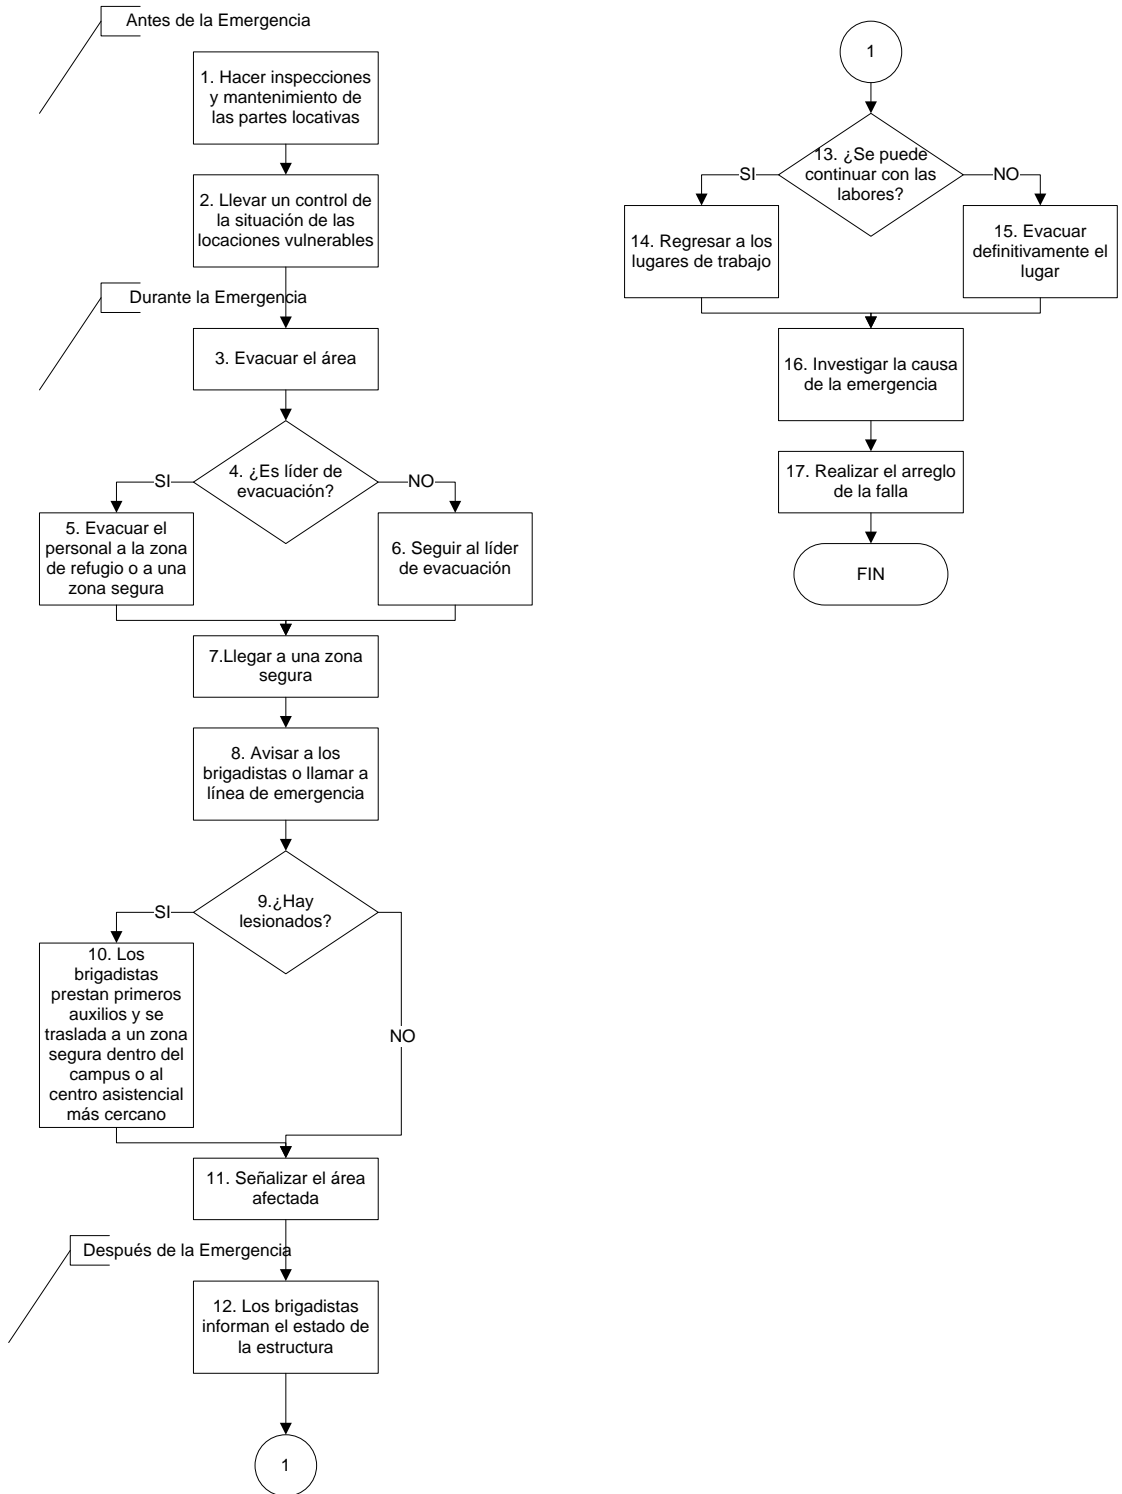 Antes de la Emergencia
1. Hacer inspecciones
y mantenimiento de
las partes locativas
2. Llevar un control de
la situación de las
locaciones vulnerables
Durante la Emergencia
3. Evacuar el área
4. ¿Es líder de
evacuación?
SI
NO
5. Evacuar el
personal a la zona
de refugio o a una
zona segura
6. Seguir al líder
de evacuación
7.Llegar a una zona
segura
8. Avisar a los
brigadistas o llamar a
línea de emergencia
9.¿Hay
lesionados?
SI
NO
10. Los
brigadistas
prestan primeros
auxilios y se
traslada a un zona
segura dentro del
campus o al
centro asistencial
más cercano
11. Señalizar el área
afectada
Después de la Emergencia
12. Los brigadistas
informan el estado de
la estructura
1
1
13. ¿Se puede
continuar con las
labores?
SI
NO
14. Regresar a los
lugares de trabajo
15. Evacuar
definitivamente el
lugar
16. Investigar la causa
de la emergencia
17. Realizar el arreglo
de la falla
FIN